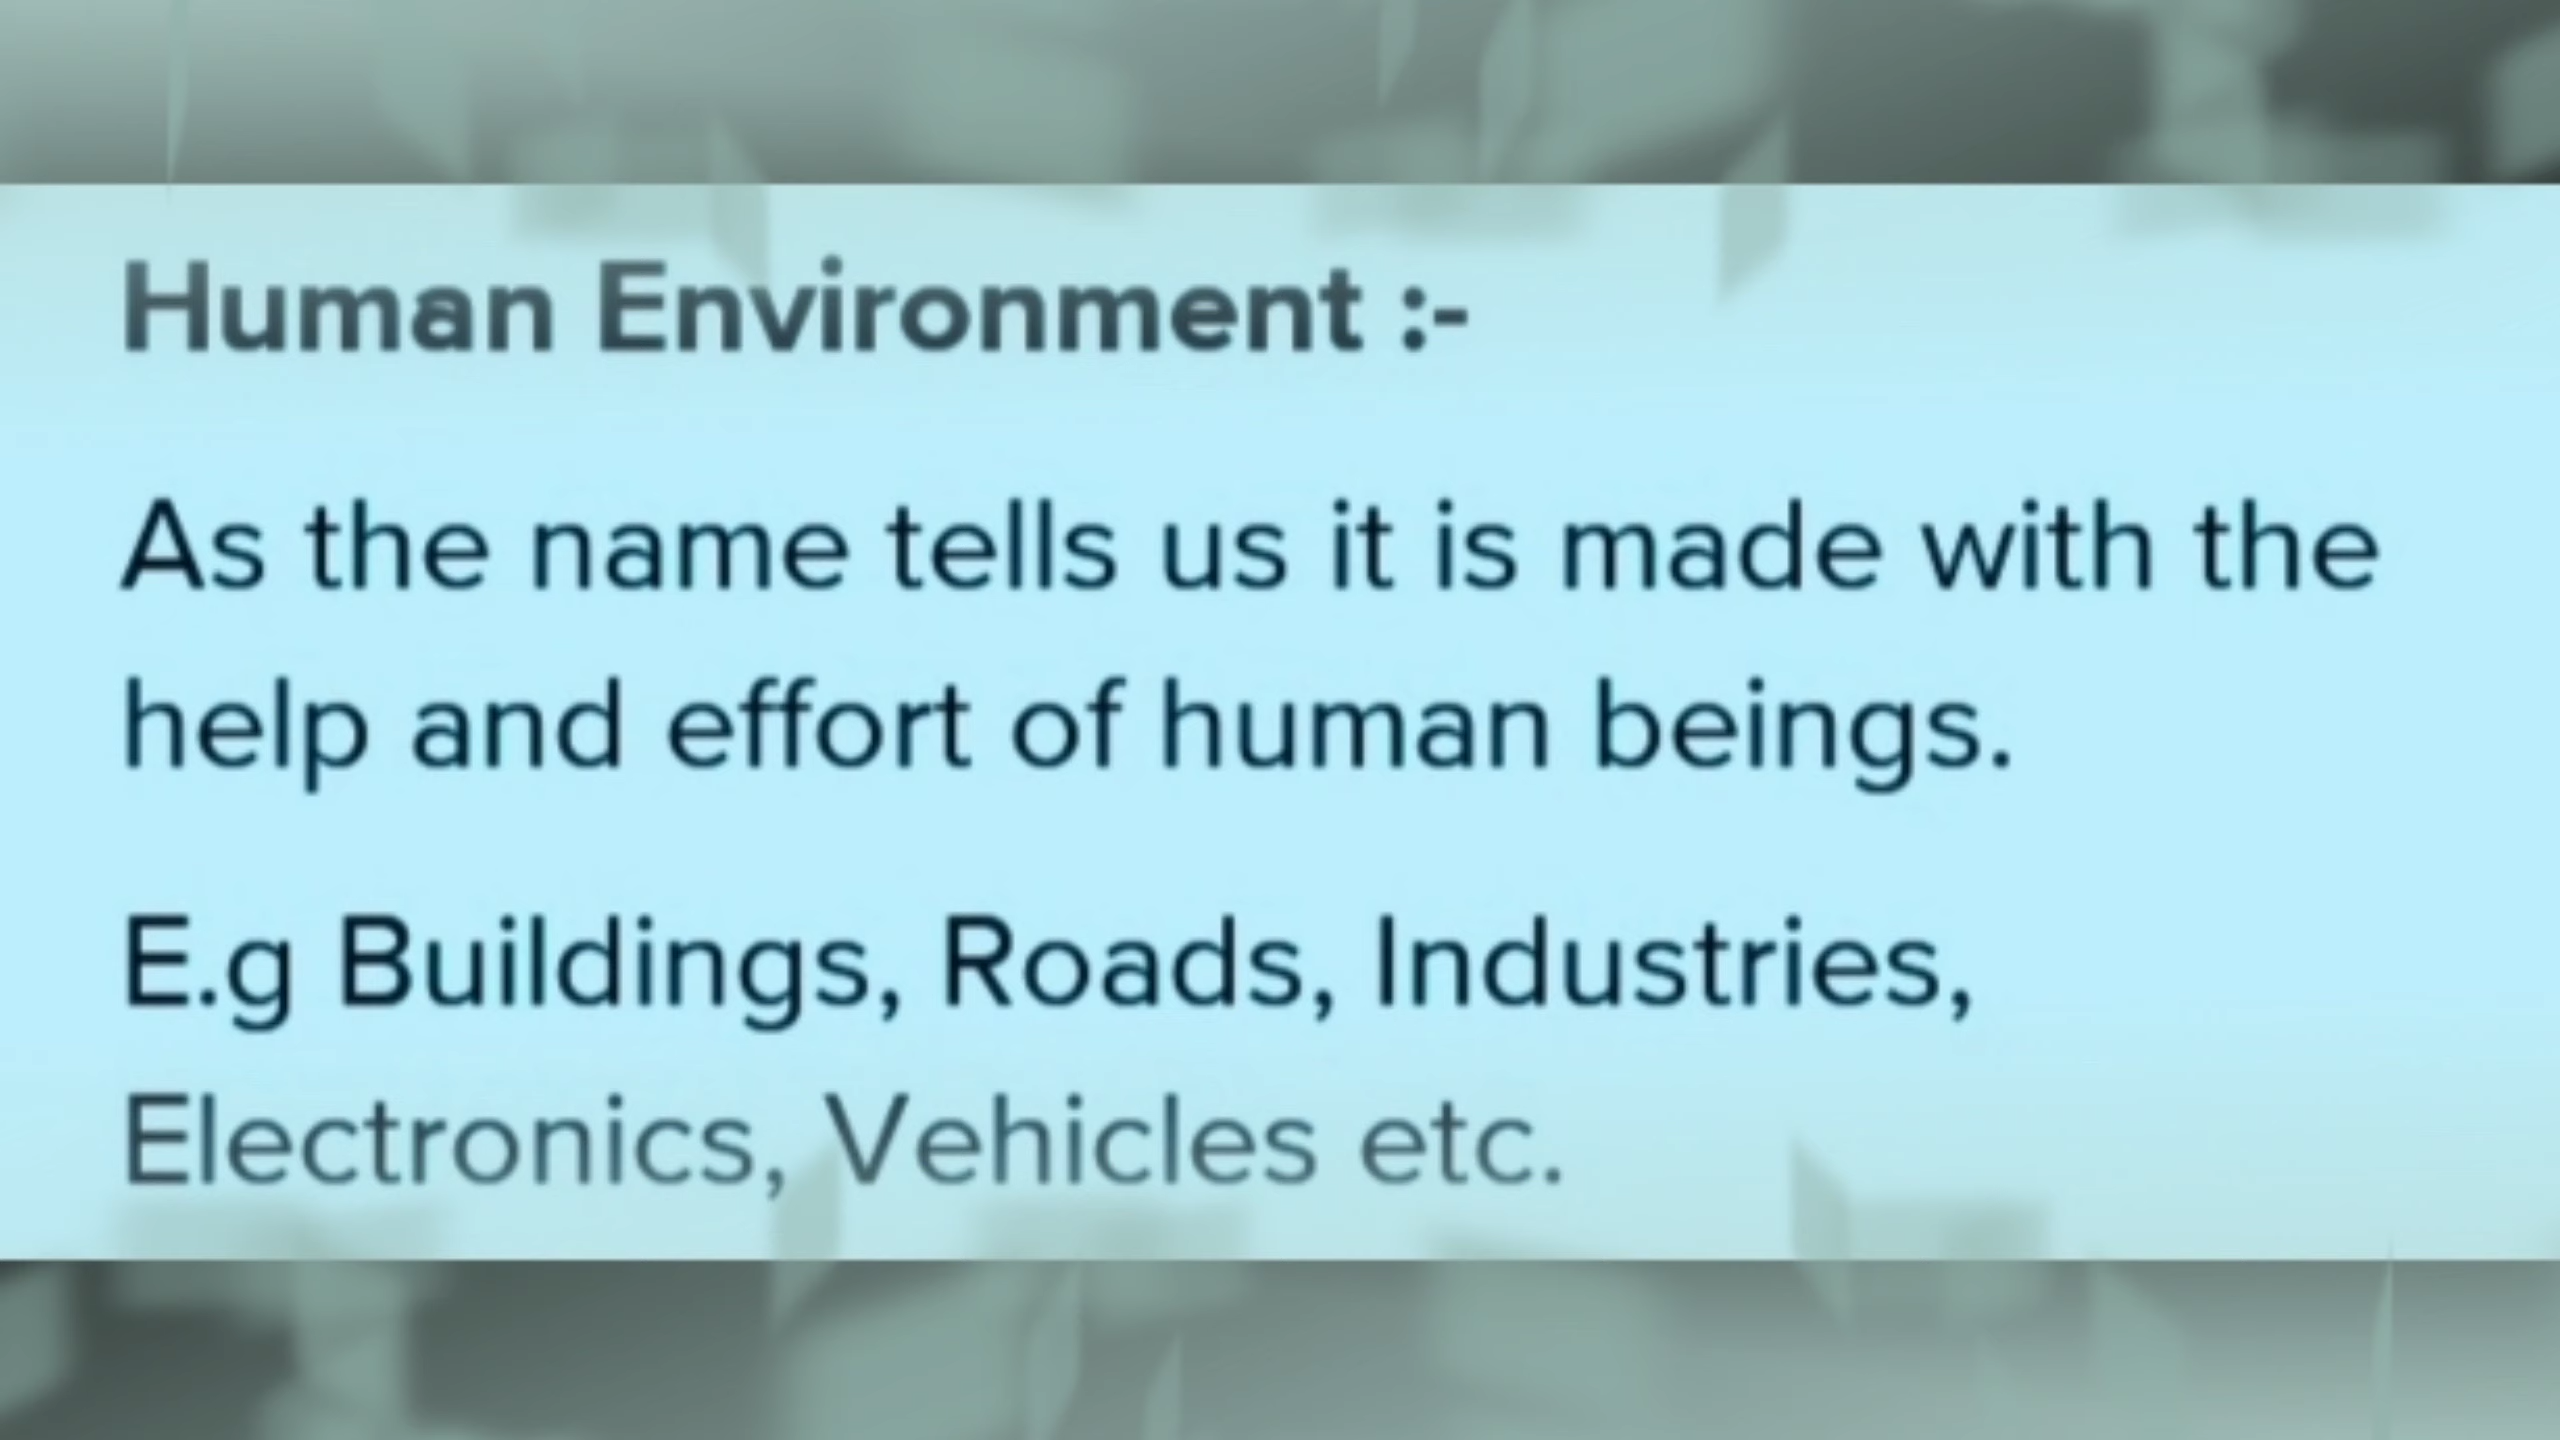 Human Environment :-
As the name tells us it is made with the
help and effort of human beings.
E.g Buildings, Roads, Industries,
Electronics, Vehicles etc.